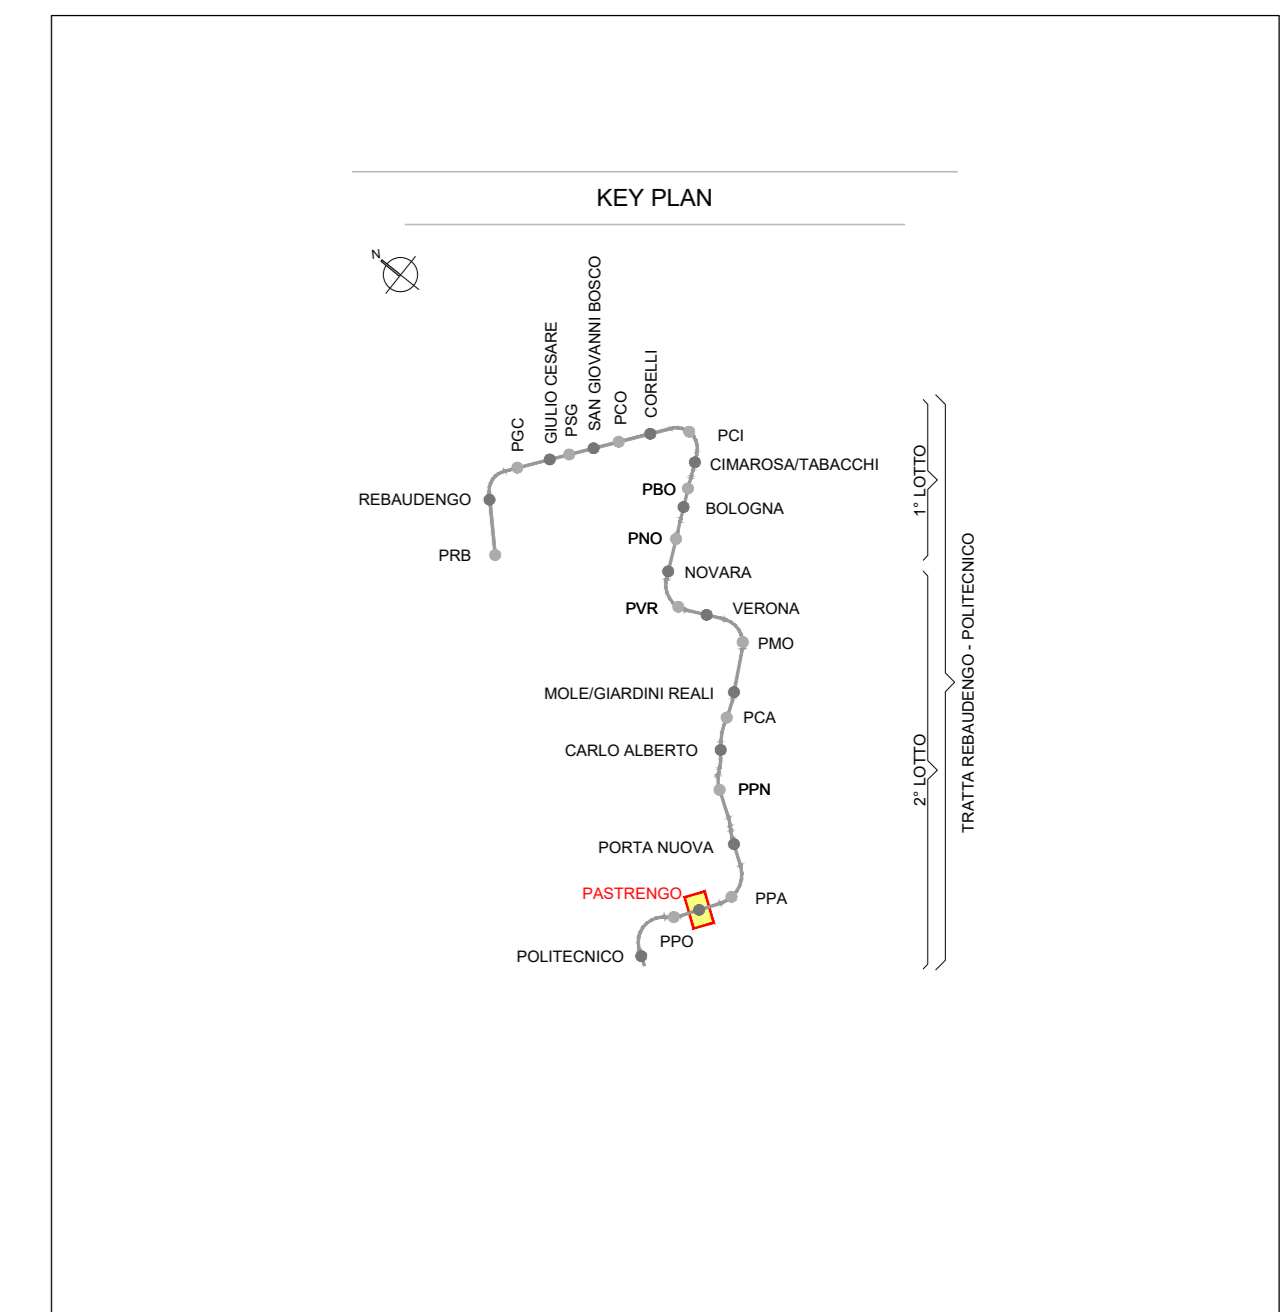 KEY PLAN
N
PGC
GIULIO CESARE
PSG
SAN GIOVANNI BOSCO
PCO
CORELLI
PCI
CIMAROSA/TABACCHI
REBAUDENGO
PBO
BOLOGNA
PRB
PNO
NOVARA
PVR
VERONA
PMO
MOLE/GIARDINI REALI
PCA
CARLO ALBERTO
PPN
PORTA NUOVA
PASTRENGO
PPA
PPO
POLITECNICO
1° LOTTO
2° LOTTO
TRATTA REBAUDENGO - POLITECNICO